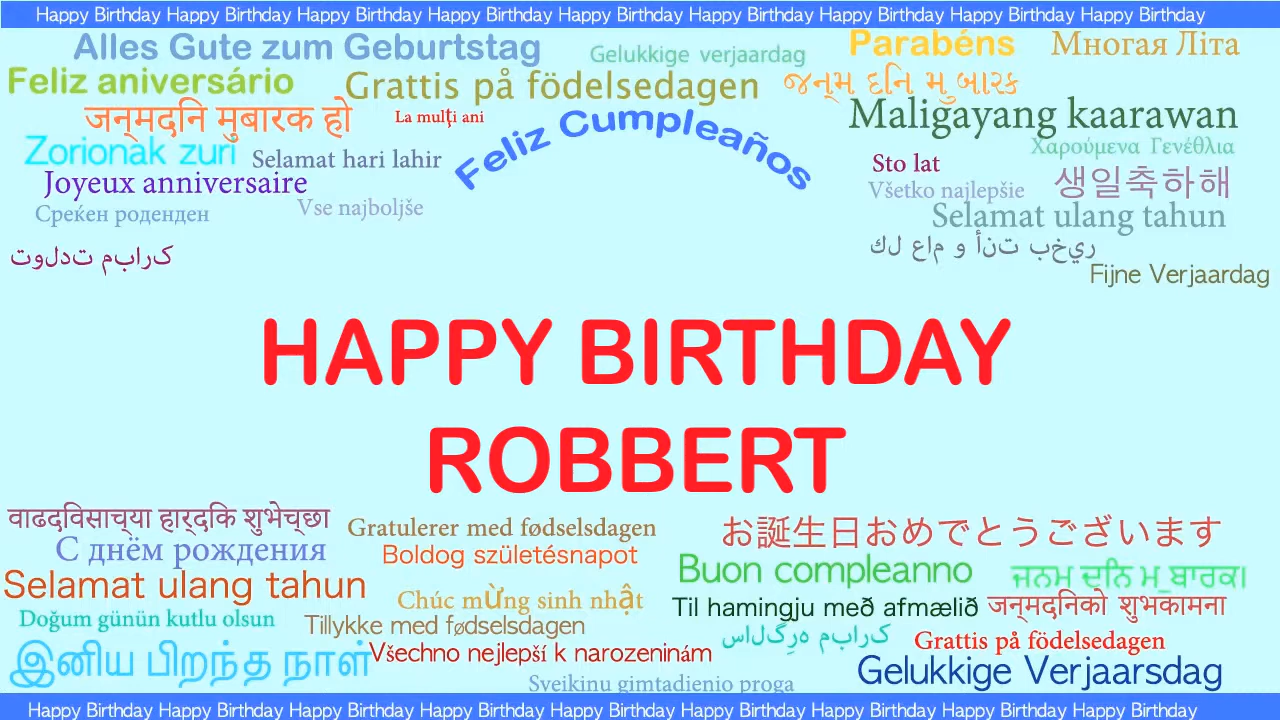 Happy Birthday Happy Birthday Happy Birthday Happy Birthday Happy Birthday Happy Birthday Happy Birthday Happy Birthday Happy Birthday
Alles Gute zum Geburtstag
Gelukkige verjaardag
Parabéns
Многая Літа
Feliz aniversário
Grattis på födelsedagen
જન્મ દિન મુબારક
जन्मदिन मुबारक हो
La mulţi ani
Feliz Cumpleaños
Maligayang kaarawan
Zorionak zuri
Selamat hari lahir
Χαρούμενα Γενέθλια
Sto lat
Joyeux anniversaire
Všetko najlepšie
생일축하해
Среќен роденден
Vse najboljše
Selamat ulang tahun
تولدت مبارک
كل عام و أنت بخير
Fijne Verjaardag
HAPPY BIRTHDAY
ROBBERT
वाढदिवसाच्या हार्दिक शुभेच्छा
Gratulerer med fødselsdagen
お誕生日おめでとうございます
С днём рождения
Boldog születésnapot
Buon compleanno
ਜਨਮ ਦਿਨ ਮੁਬਾਰਕ।
Selamat ulang tahun
Chúc mừng sinh nhật
Til hamingju með afmælið
जन्मदिनको शुभकामना
Doğum günün kutlu olsun
Tillykke med fødselsdagen
سالگرہ مبارک
Grattis på födelsedagen
இனிய பிறந்த நாள்
Všechno nejlepší k narozeninám
Gelukkige Verjaarsdag
Sveikinu gimtadienio proga
Happy Birthday Happy Birthday Happy Birthday Happy Birthday Happy Birthday Happy Birthday Happy Birthday Happy Birthday Happy Birthday